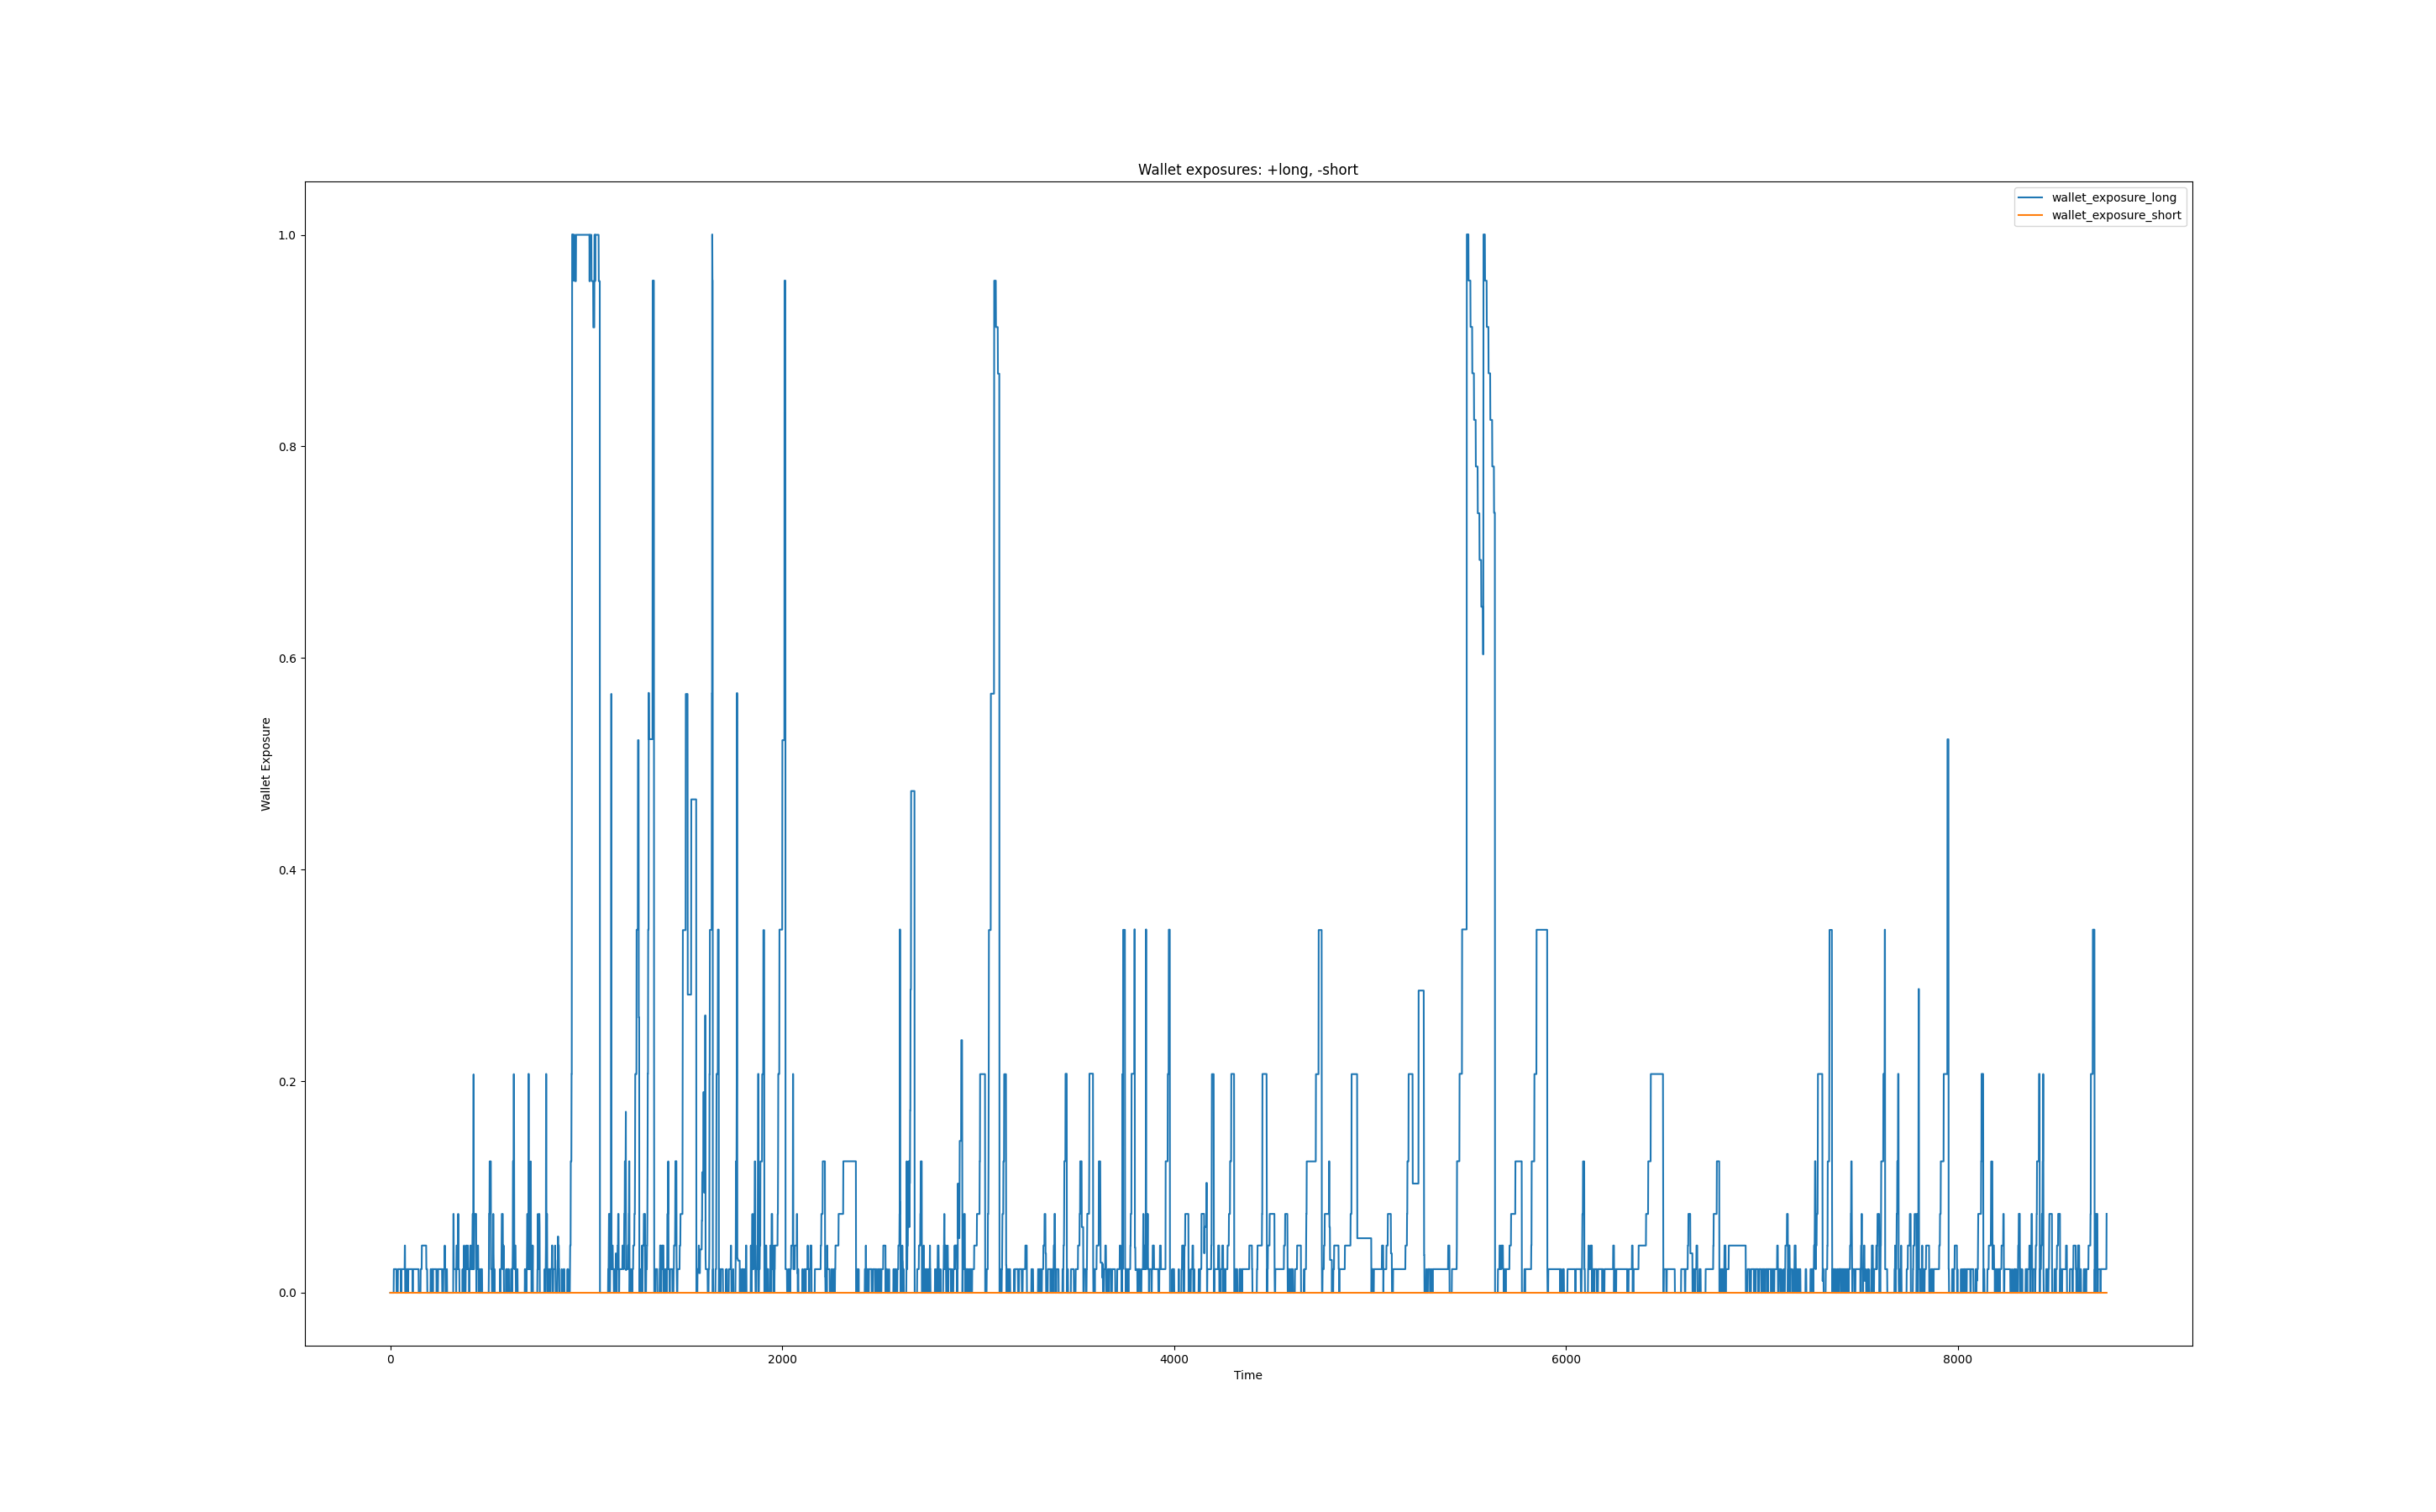 Wallet exposures: +long, -short
wallet_exposure_long
wallet_exposure_short
1.0
0.8
0.6
0.4
0.2
0.0
Wallet Exposure
0 2000 4000 6000 8000
Time